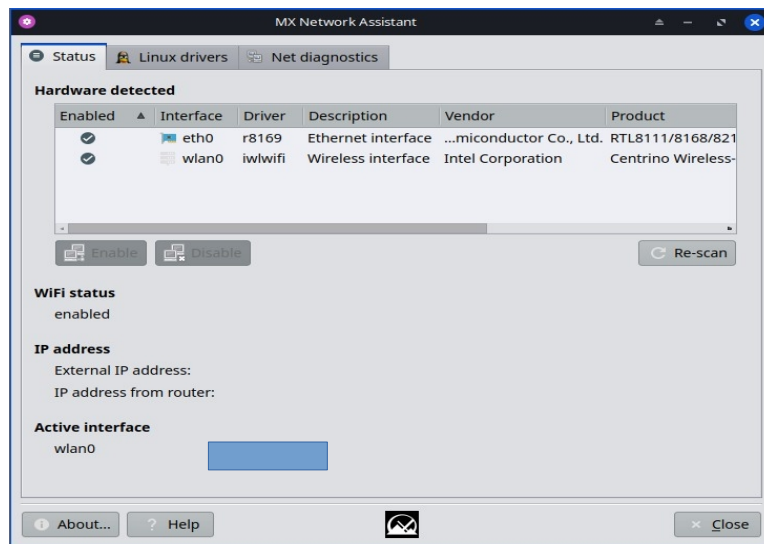 MX Network Assistant
Status Linux drivers Net diagnostics
Hardware detected
Enabled Interface Driver Description Vendor Product
eth0 r8169 Ethernet interface ...miconductor Co., Ltd. RTL8111/8168/821
wlan0 iwlwifi Wireless interface Intel Corporation Centrino Wireless-
Enable Disable Re-scan
WiFi status
enabled
IP address
External IP address:
IP address from router:
Active interface
wlan0
About... ? Help Close